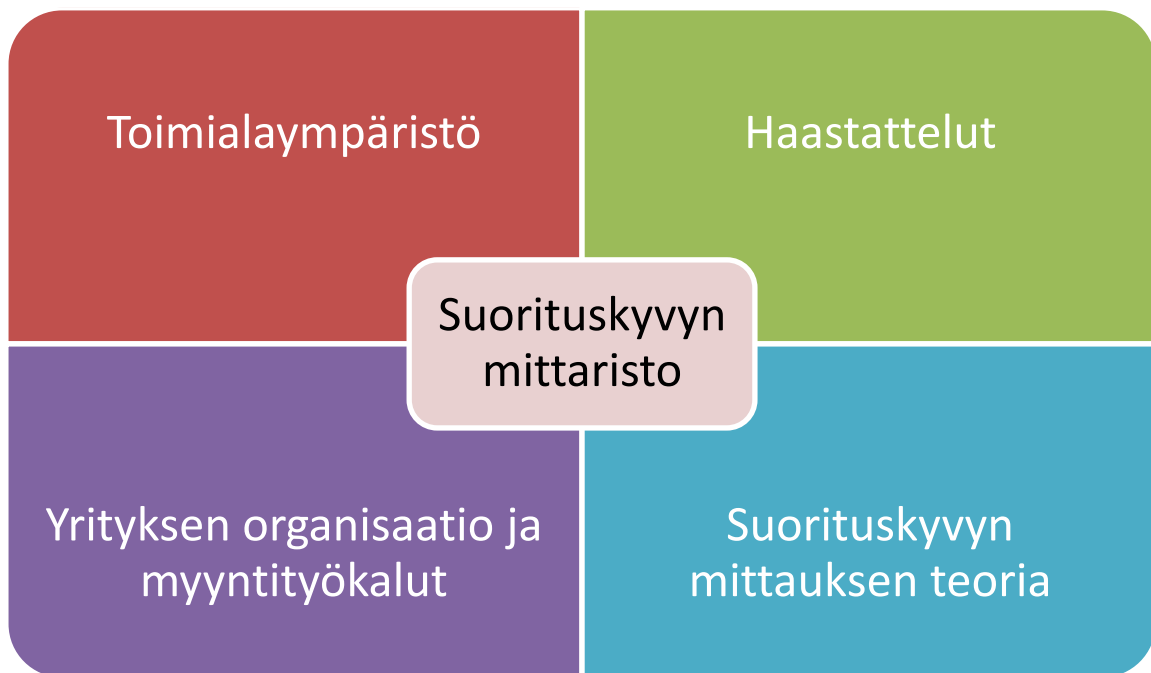 Toimialaympäristö
Haastattelut
Suorituskyvyn
mittaristo
Yrityksen organisaatio ja
myyntityökalut
Suorituskyvyn
mittauksen teoria